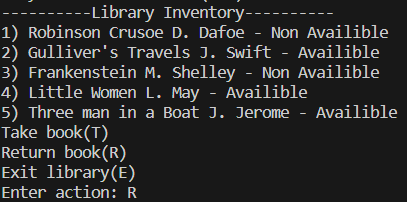 ----------Library Inventory----------
1) Robinson Crusoe D. Dafoe - Non Availible
2) Gulliver's Travels J. Swift - Availible
3) Frankenstein M. Shelley - Non Availible
4) Little Women L. May - Availible
5) Three man in a Boat J. Jerome - Availible
Take book(T)
Return book(R)
Exit library(E)
Enter action: R